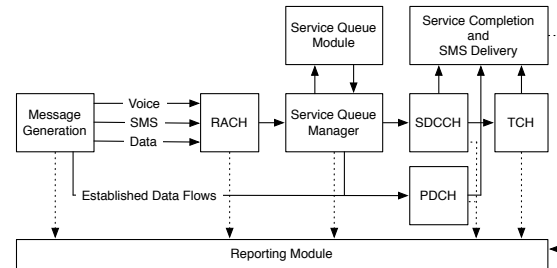 Service Queue
Module
Service Completion
and
SMS Delivery
Message
Generation
Voice
SMS
Data
RACH
Service Queue
Manager
SDCCH
TCH
Established Data Flows
PDCH
Reporting Module